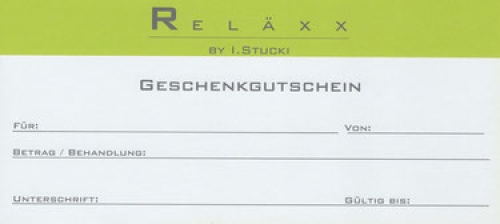 RELÄXX
BY I.STUCKI
GESCHENKGUTSCHEIN
FÜR: VON:
BETRAG / BEHANDLUNG:
UNTERSCHRIFT: GÜLTIG BIS: